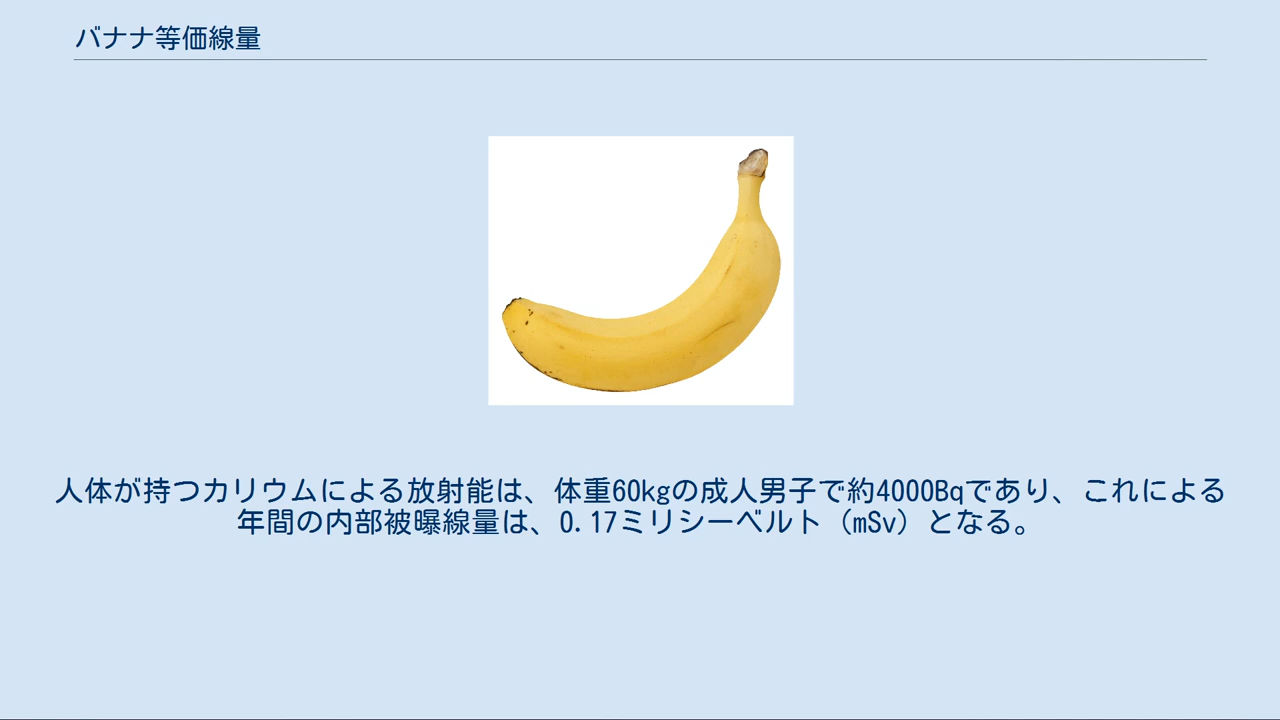 バナナ等価線量
人体が持つカリウムによる放射能は、体重60kgの成人男子で約4000Bqであり、これによる
年間の内部被曝線量は、0.17ミリシーベルト（mSv）となる。